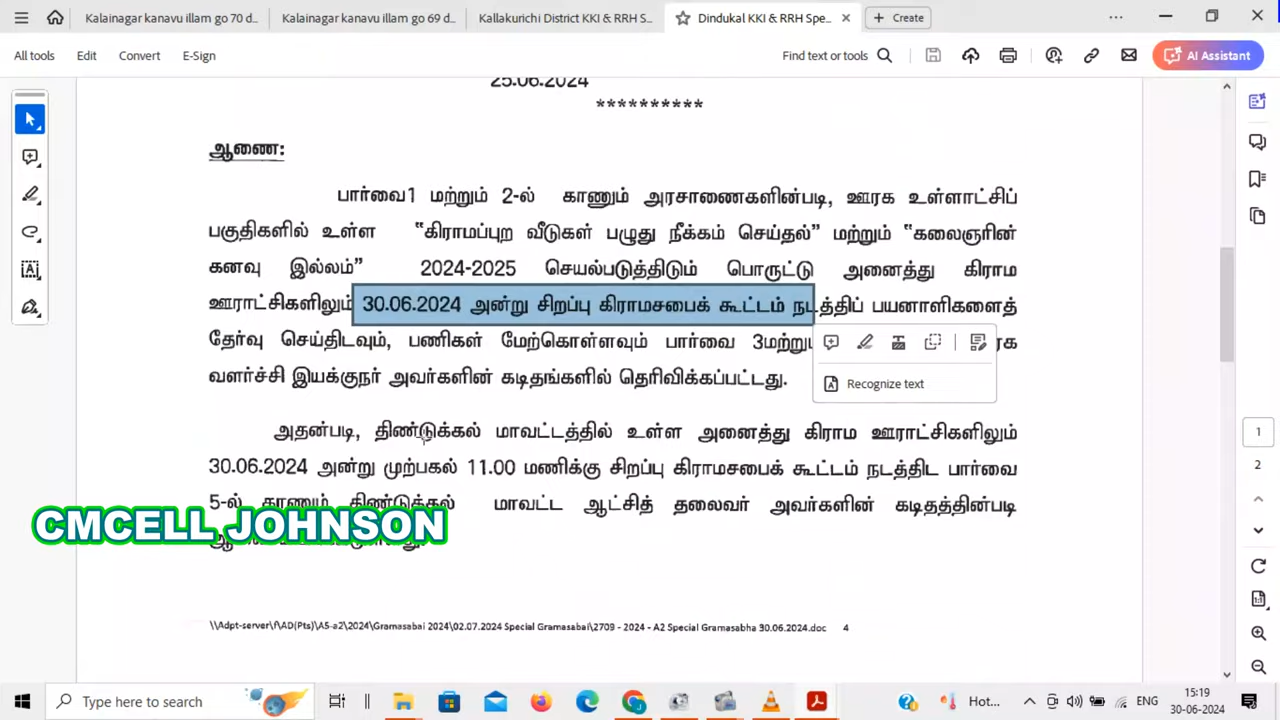 Kalainagar kanavu illam go 70 d...
Kalainagar kanavu illam go 69 d...
Kallakurichi District KKI & RRH S...
Dindukal KKI & RRH Spe...
Create
All tools
Edit
Convert
E-Sign
Find text or tools
AI Assistant
25.06.2024
**********
ஆணை:
பார்வை1 மற்றும் 2-ல் காணும் அரசாணைகளின்படி, ஊரக உள்ளாட்சிப்
பகுதிகளில் உள்ள "கிராமப்புற வீடுகள் பழுது நீக்கம் செய்தல்" மற்றும் "கலைஞரின்
கனவு இல்லம்" 2024-2025 செயல்படுத்திடும் பொருட்டு அனைத்து கிராம
ஊராட்சிகளிலும் 30.06.2024 அன்று சிறப்பு கிராமசபைக் கூட்டம் நடத்திப் பயனாளிகளைத்
தேர்வு செய்திடவும், பணிகள் மேற்கொள்ளவும் பார்வை
வளர்ச்சி இயக்குநர் அவர்களின் கடிதங்களில் தெரிவிக்கப்பட்டது.
Recognize text
அதன்படி, திண்டுக்கல் மாவட்டத்தில் உள்ள அனைத்து கிராம ஊராட்சிகளிலும்
30.06.2024 அன்று முற்பகல் 11.00 மணிக்கு சிறப்பு கிராமசபைக் கூட்டம் நடத்திட பார்வை
5-ல் காணும் திண்டுக்கல் மாவட்ட ஆட்சித் தலைவர் அவர்களின் கடிதத்தின்படி
CMCELL JOHNSON
\\Adpt-server\f\AD(Pts)\A5-a2\2024\Gramasabai 2024\02.07.2024 Special Gramasabai\2709 - 2024 - A2 Special Gramasabha 30.06.2024.doc 4
1
2
Type here to search
Hot...
ENG
15:19
30-06-2024